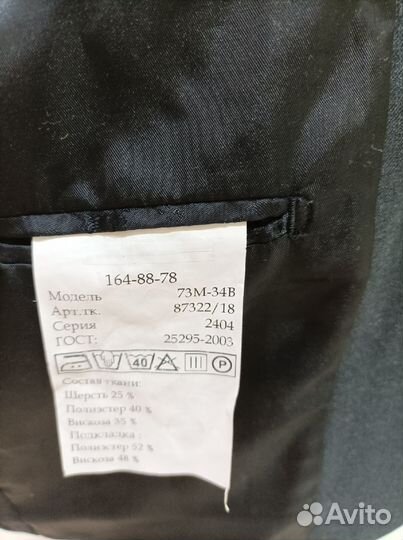 164-88-78
Модель 73М-34В
Арт.тк. 87322/18
Серия 2404
ГОСТ: 25295-2003
40 P
Состав ткани:
Шерсть 25 %
Полиэстер 40 %
Вискоза 35 %
Подкладка :
Полиэстер 52 %
Вискоза 48 %
Avito